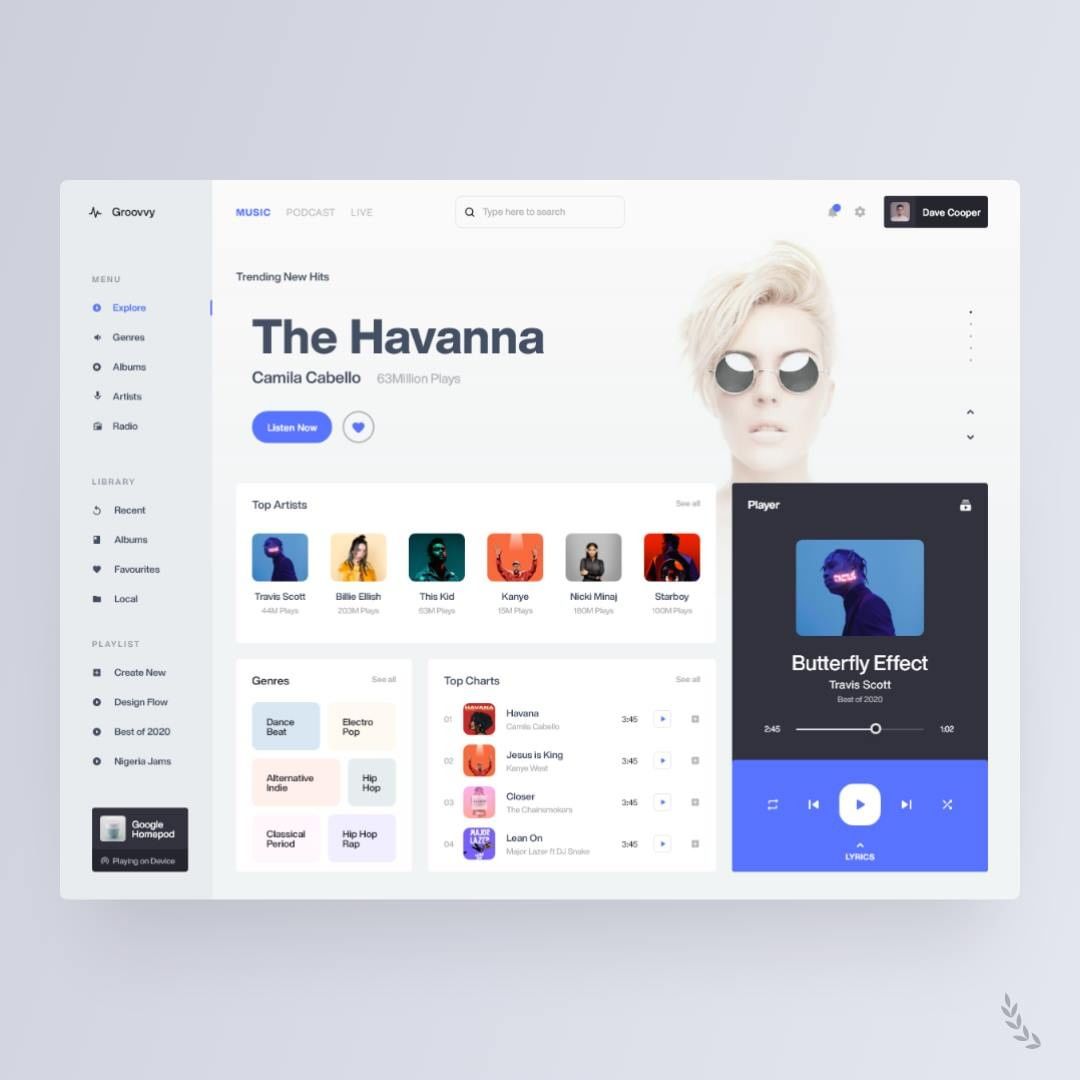 Groovvy
MUSIC PODCAST LIVE
Type here to search
Dave Cooper
MENU
Explore
Genres
Albums
Artists
Radio
LIBRARY
Recent
Albums
Favourites
Local
PLAYLIST
Create New
Design Flow
Best of 2020
Nigeria Jams
Google
Homepod
Playing on Device
Trending New Hits
The Havanna
Camila Cabello 63Million Plays
Listen Now
Top Artists See all
Travis Scott
44M Plays
Billie Ellish
203M Plays
This Kid
63M Plays
Kanye
15M Plays
Nicki Minaj
180M Plays
Starboy
100M Plays
Genres See all
Dance
Beat
Electro
Pop
Alternative
Indie
Hip
Hop
Classical
Period
Hip Hop
Rap
Top Charts See all
01 HAVANA Havana 3:45
Camila Cabello
02 Jesus is King 3:45
Kanye West
03 Closer 3:45
The Chainsmokers
04 MAJOR LAZER Lean On 3:45
Major Lazer ft DJ Snake
Player
Butterfly Effect
Travis Scott
Best of 2020
2:45 1:02
LYRICS